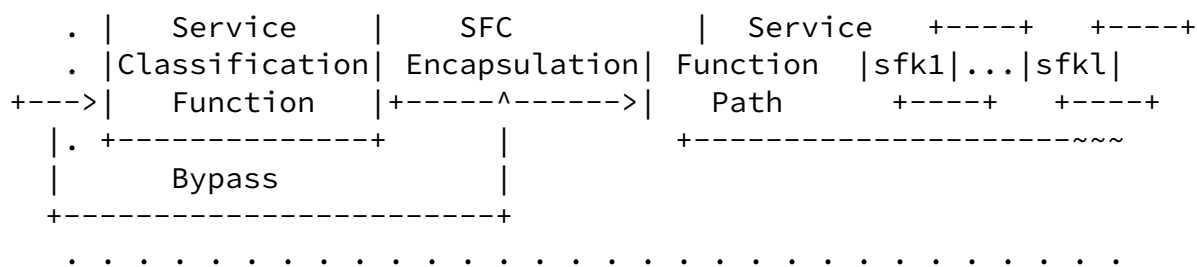 . |   Service    |    SFC            |  Service   +----+   +----+
. |Classification| Encapsulation| Function  |sfk1|...|sfkl|
+--->|   Function   |+-----^------>|   Path      +----+   +----+
|. +--------------+      |         +---------------------~~~
|      Bypass            |
+------------------------+
. . . . . . . . . . . . . . . . . . . . . . . . . . . . . .